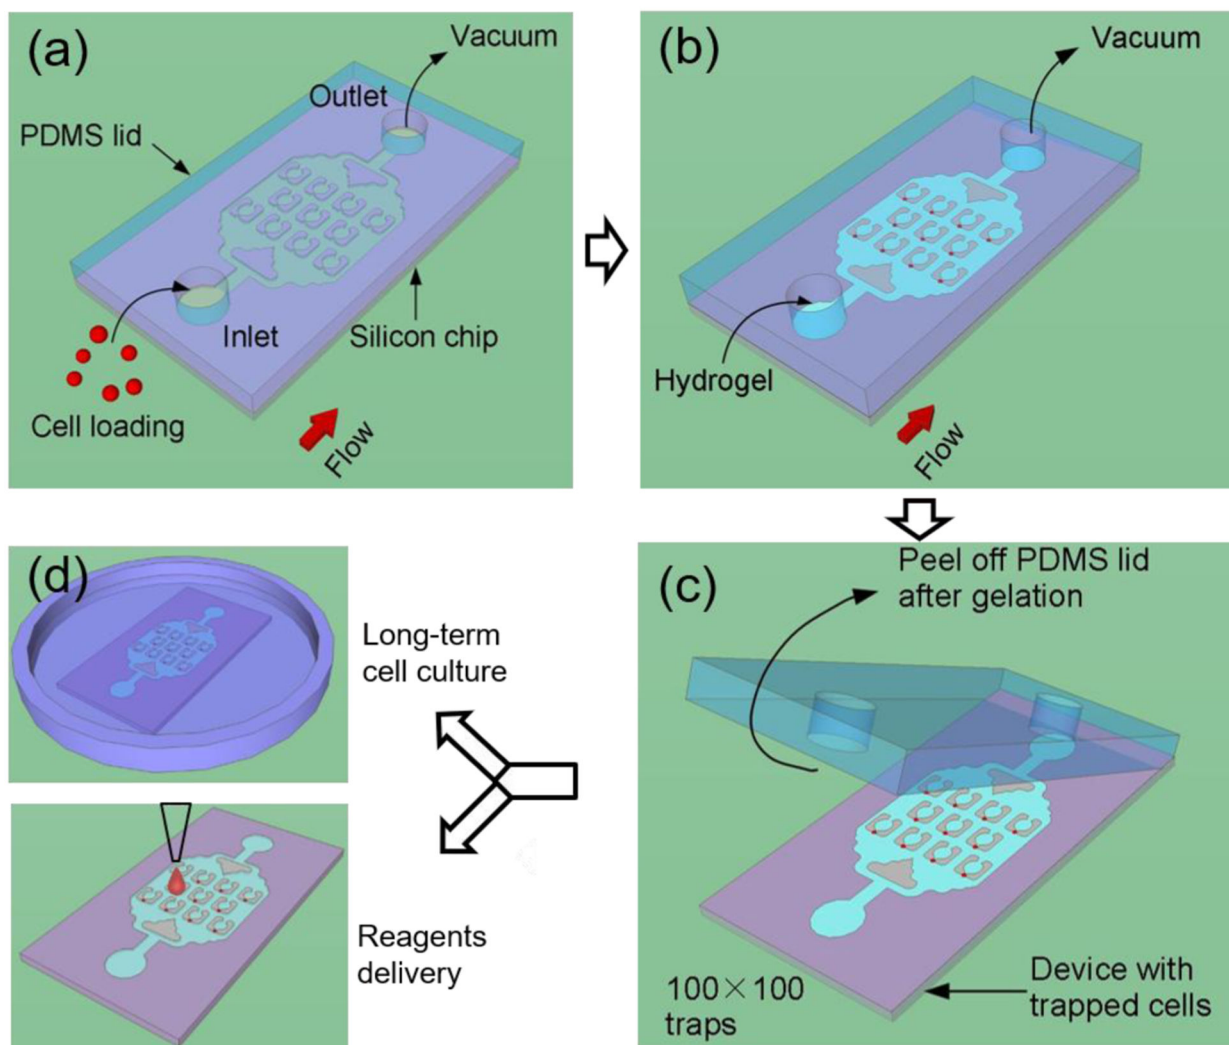 (a)
Vacuum
Outlet
PDMS lid
Inlet
Silicon chip
Cell loading
Flow
(b)
Vacuum
Hydrogel
Flow
(c)
Peel off PDMS lid
after gelation
100×100
traps
Device with
trapped cells
(d)
Long-term
cell culture
Reagents
delivery